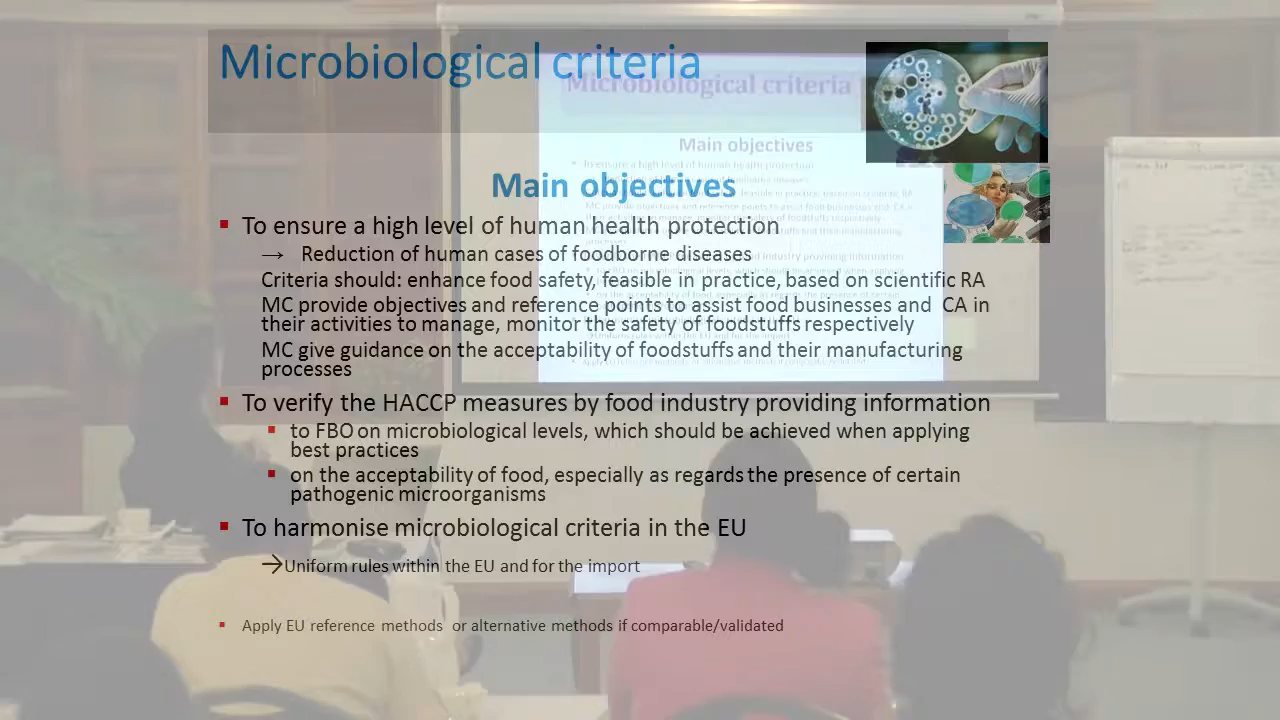 Microbiological criteria
Microbiological criteria
Main objectives
Main objectives
▪ To ensure a high level of human health protection
→ Reduction of human cases of foodborne diseases
Criteria should: enhance food safety, feasible in practice, based on scientific RA
MC provide objectives and reference points to assist food businesses and CA in
their activities to manage, monitor the safety of foodstuffs respectively
MC give guidance on the acceptability of foodstuffs and their manufacturing
processes
▪ To verify the HACCP measures by food industry providing information
▪ to FBO on microbiological levels, which should be achieved when applying
best practices
▪ on the acceptability of food, especially as regards the presence of certain
pathogenic microorganisms
▪ To harmonise microbiological criteria in the EU
→Uniform rules within the EU and for the import
▪ Apply EU reference methods or alternative methods if comparable/validated